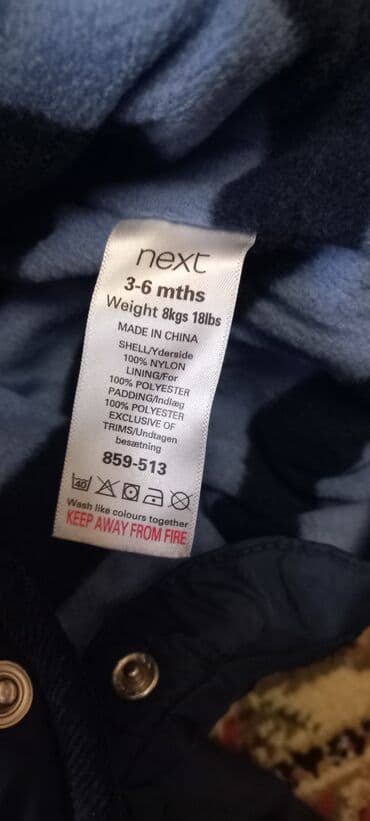 next
3-6 mths
Weight 8kgs 18lbs
MADE IN CHINA
SHELL/Yderside
100% NYLON
LINING/For
100% POLYESTER
PADDING/Indlæg
100% POLYESTER
EXCLUSIVE OF
TRIMS/Undtagen
besætning
859-513
40
Wash like colours together
KEEP AWAY FROM FIRE